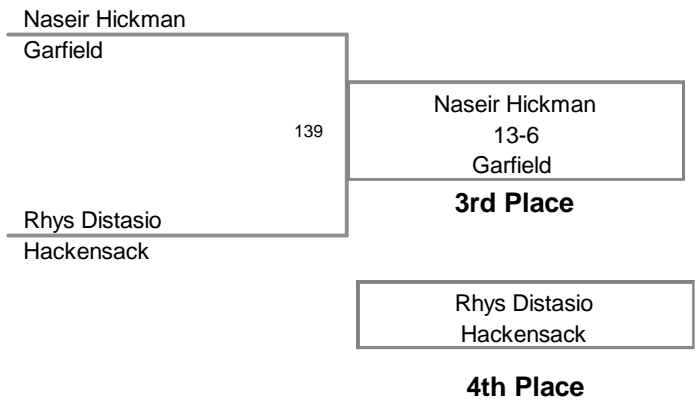 Naseir Hickman
Garfield
139
Naseir Hickman
13-6
Garfield
3rd Place
Rhys Distasio
Hackensack
Rhys Distasio
Hackensack
4th Place